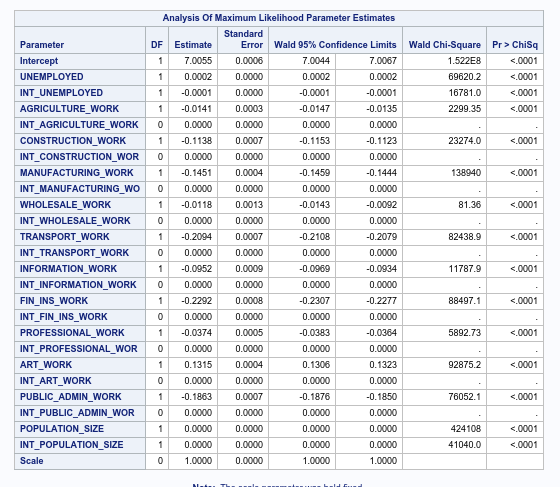 Analysis Of Maximum Likelihood Parameter Estimates
Parameter DF Estimate Standard Error Wald 95% Confidence Limits Wald Chi-Square Pr > ChiSq
Intercept 1 7.0055 0.0006 7.0044 7.0067 1.522E8 <.0001
UNEMPLOYED 1 0.0002 0.0000 0.0002 0.0002 69620.2 <.0001
INT_UNEMPLOYED 1 -0.0001 0.0000 -0.0001 -0.0001 16781.0 <.0001
AGRICULTURE_WORK 1 -0.0141 0.0003 -0.0147 -0.0135 2299.35 <.0001
INT_AGRICULTURE_WORK 0 0.0000 0.0000 0.0000 0.0000 . .
CONSTRUCTION_WORK 1 -0.1138 0.0007 -0.1153 -0.1123 23274.0 <.0001
INT_CONSTRUCTION_WOR 0 0.0000 0.0000 0.0000 0.0000 . .
MANUFACTURING_WORK 1 -0.1451 0.0004 -0.1459 -0.1444 138940 <.0001
INT_MANUFACTURING_WO 0 0.0000 0.0000 0.0000 0.0000 . .
WHOLESALE_WORK 1 -0.0118 0.0013 -0.0143 -0.0092 81.36 <.0001
INT_WHOLESALE_WORK 0 0.0000 0.0000 0.0000 0.0000 . .
TRANSPORT_WORK 1 -0.2094 0.0007 -0.2108 -0.2079 82438.9 <.0001
INT_TRANSPORT_WORK 0 0.0000 0.0000 0.0000 0.0000 . .
INFORMATION_WORK 1 -0.0952 0.0009 -0.0969 -0.0934 11787.9 <.0001
INT_INFORMATION_WORK 0 0.0000 0.0000 0.0000 0.0000 . .
FIN_INS_WORK 1 -0.2292 0.0008 -0.2307 -0.2277 88497.1 <.0001
INT_FIN_INS_WORK 0 0.0000 0.0000 0.0000 0.0000 . .
PROFESSIONAL_WORK 1 -0.0374 0.0005 -0.0383 -0.0364 5892.73 <.0001
INT_PROFESSIONAL_WOR 0 0.0000 0.0000 0.0000 0.0000 . .
ART_WORK 1 0.1315 0.0004 0.1306 0.1323 92875.2 <.0001
INT_ART_WORK 0 0.0000 0.0000 0.0000 0.0000 . .
PUBLIC_ADMIN_WORK 1 -0.1863 0.0007 -0.1876 -0.1850 76052.1 <.0001
INT_PUBLIC_ADMIN_WOR 0 0.0000 0.0000 0.0000 0.0000 . .
POPULATION_SIZE 1 0.0000 0.0000 0.0000 0.0000 424108 <.0001
INT_POPULATION_SIZE 1 0.0000 0.0000 0.0000 0.0000 41040.0 <.0001
Scale 0 1.0000 0.0000 1.0000 1.0000
Note: The scale parameter was held fixed.